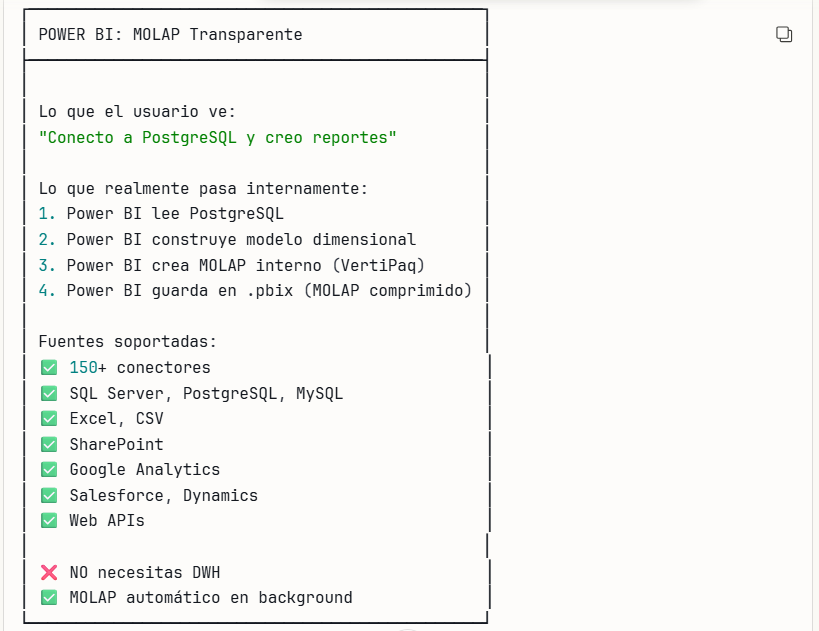 POWER BI: MOLAP Transparente
Lo que el usuario ve:
"Conecto a PostgreSQL y creo reportes"
Lo que realmente pasa internamente:
1. Power BI lee PostgreSQL
2. Power BI construye modelo dimensional
3. Power BI crea MOLAP interno (VertiPaq)
4. Power BI guarda en .pbix (MOLAP comprimido)
Fuentes soportadas:
✅ 150+ conectores
✅ SQL Server, PostgreSQL, MySQL
✅ Excel, CSV
✅ SharePoint
✅ Google Analytics
✅ Salesforce, Dynamics
✅ Web APIs
❌ NO necesitas DWH
✅ MOLAP automático en background